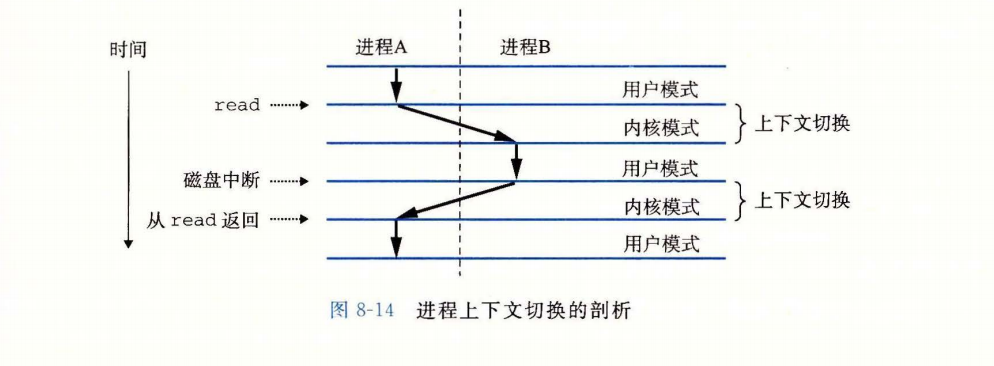 时间
进程A 进程B
用户模式
read
内核模式
上下文切换
用户模式
磁盘中断
内核模式
上下文切换
从 read 返回
用户模式
图 8-14 进程上下文切换的剖析